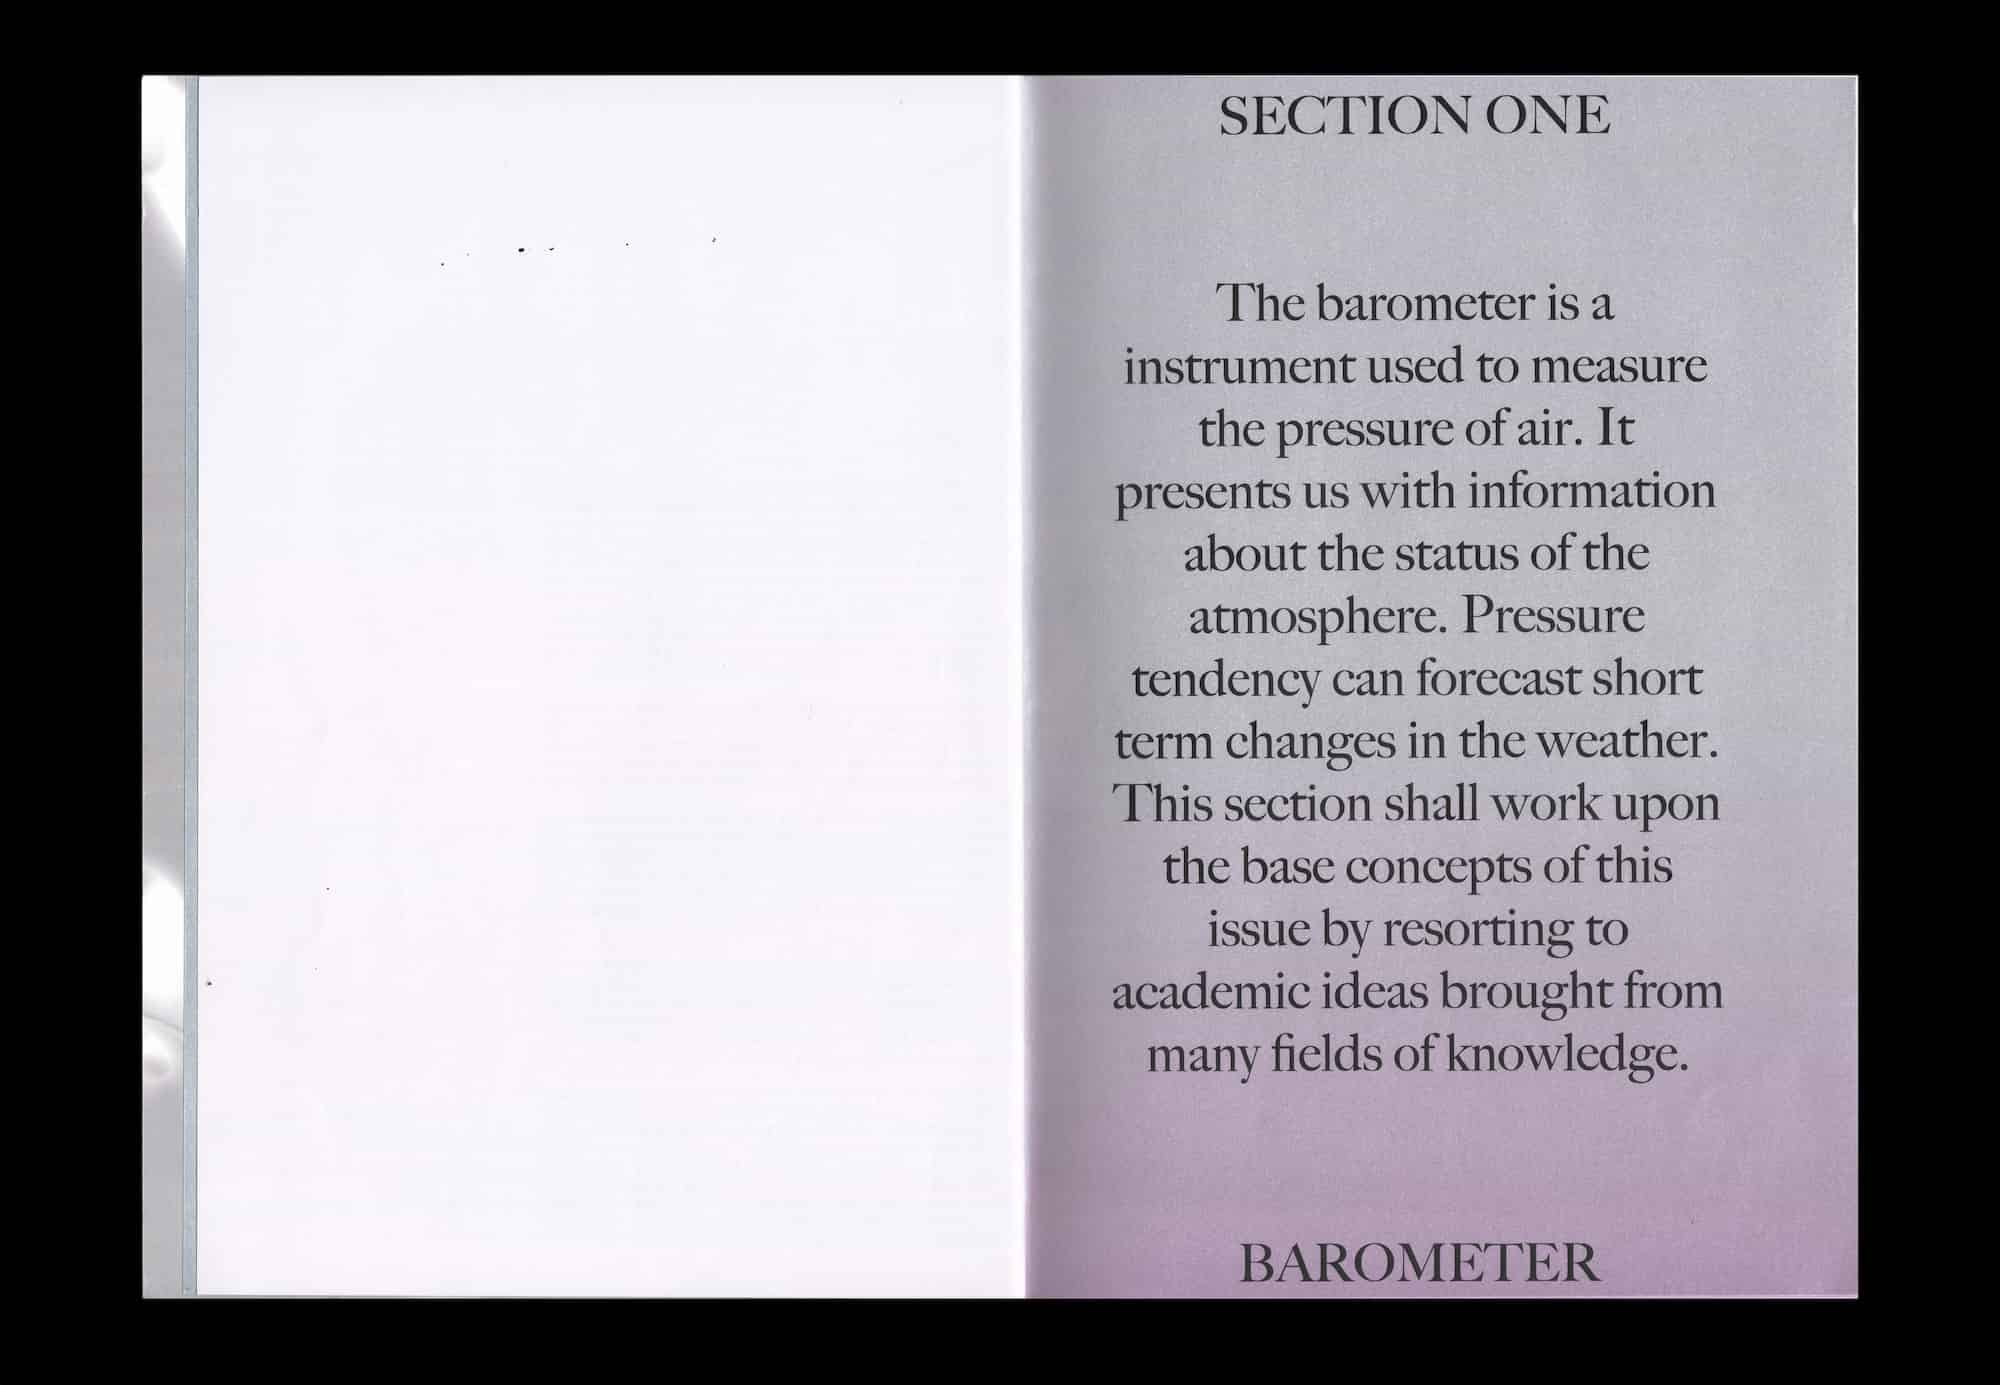 SECTION ONE
The barometer is a
instrument used to measure
the pressure of air. It
presents us with information
about the status of the
atmosphere. Pressure
tendency can forecast short
term changes in the weather.
This section shall work upon
the base concepts of this
issue by resorting to
academic ideas brought from
many fields of knowledge.
BAROMETER